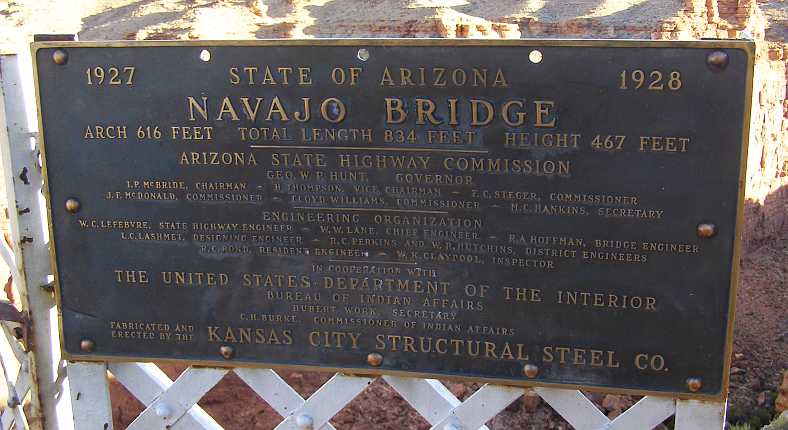 1927 STATE OF ARIZONA 1928
NAVAJO BRIDGE
ARCH 616 FEET TOTAL LENGTH 834 FEET HEIGHT 467 FEET
ARIZONA STATE HIGHWAY COMMISSION
GEO. W. P. HUNT, GOVERNOR
I. P. McBRIDE, CHAIRMAN — H. THOMPSON, VICE CHAIRMAN — F. C. STEGER, COMMISSIONER
J. F. McDONALD, COMMISSIONER — LLOYD WILLIAMS, COMMISSIONER — M. C. HANKINS, SECRETARY
ENGINEERING ORGANIZATION
W. C. LEFEBVRE, STATE HIGHWAY ENGINEER — W. W. LANE, CHIEF ENGINEER — R. A. HOFFMAN, BRIDGE ENGINEER
L. C. LASHMET, DESIGNING ENGINEER — R. C. PERKINS AND W. R. HUTCHINS, DISTRICT ENGINEERS
R. C. BOND, RESIDENT ENGINEER — W. K. CLAYPOOL, INSPECTOR
IN COOPERATION WITH
THE UNITED STATES DEPARTMENT OF THE INTERIOR
BUREAU OF INDIAN AFFAIRS
HUBERT WORK, SECRETARY
C. H. BURKE, COMMISSIONER OF INDIAN AFFAIRS
FABRICATED AND
ERECTED BY THE KANSAS CITY STRUCTURAL STEEL CO.